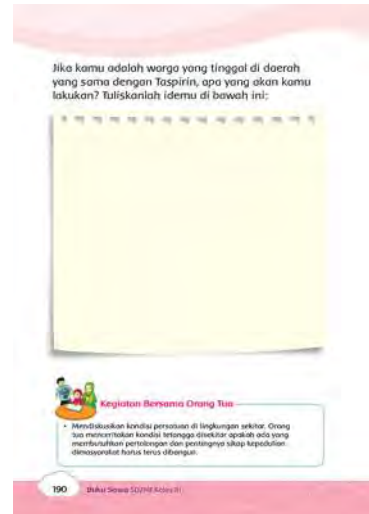 Jika kamu adalah warga yang tinggal di daerah
yang sama dengan Taspirin, apa yang akan kamu
lakukan? Tuliskanlah idemu di bawah ini:
Kegiatan Bersama Orang Tua
• Mendiskusikan kondisi persatuan di lingkungan sekitar. Orang
tua menceritakan kondisi tetangga disekitar apakah ada yang
membutuhkan pertolongan dan pentingnya sikap kepedulian
dimasyarakat harus terus dibangun.
190 Buku Siswa SD/MI Kelas